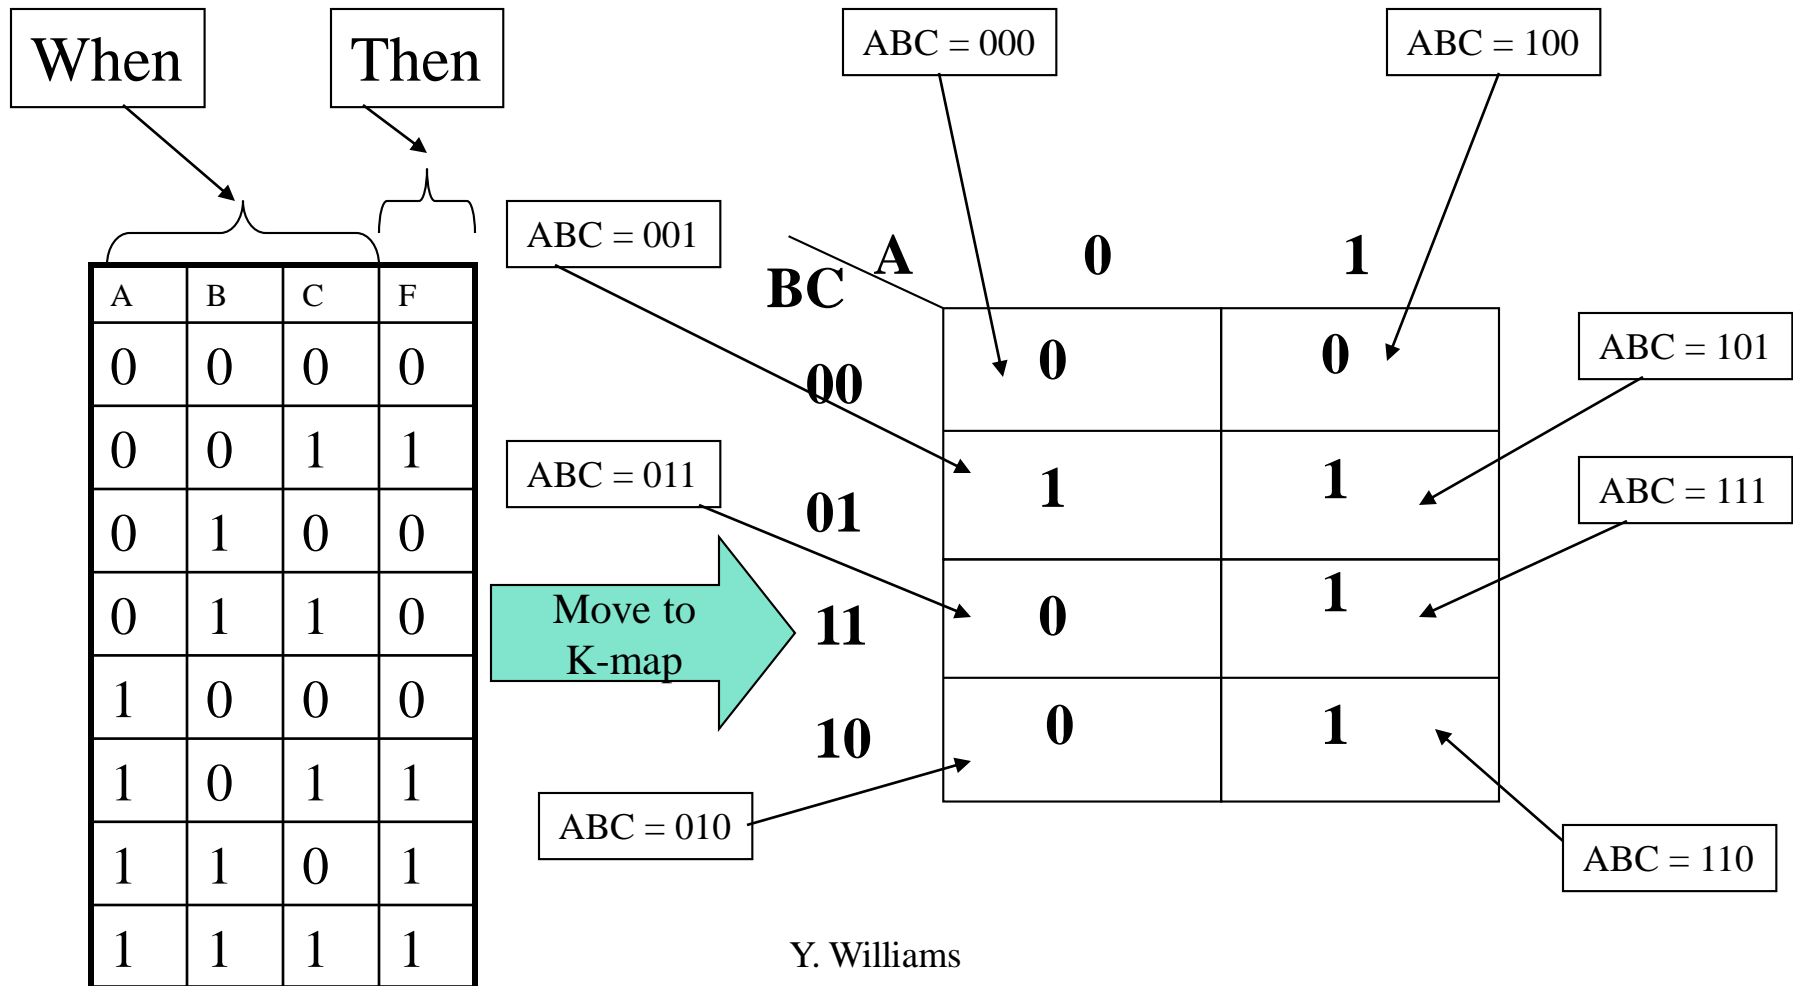 When
Then
ABC = 000
ABC = 100
ABC = 001
A B C F
0 0 0 0
0 0 1 1
0 1 0 0
0 1 1 0
1 0 0 0
1 0 1 1
1 1 0 1
1 1 1 1
ABC = 011
Move to
K-map
ABC = 010
A 0 1
BC
00 0 0
01 1 1
11 0 1
10 0 1
ABC = 101
ABC = 111
ABC = 110
Y. Williams